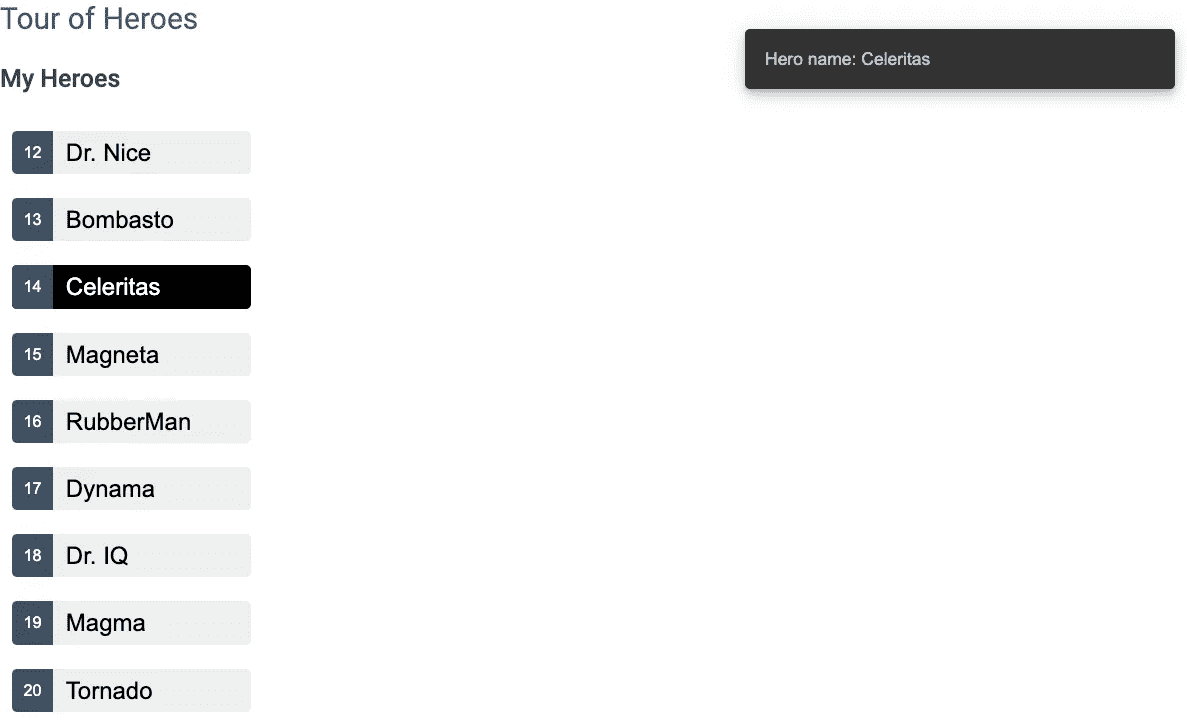 Tour of Heroes
Hero name: Celeritas
My Heroes
12 Dr. Nice
13 Bombasto
14 Celeritas
15 Magneta
16 RubberMan
17 Dynama
18 Dr. IQ
19 Magma
20 Tornado